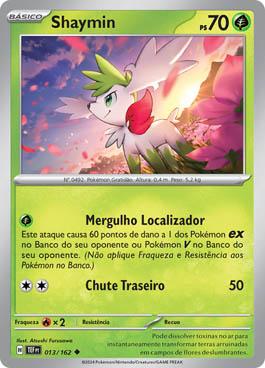 BÁSICO
Shaymin
PS 70
Nº 0492. Pokémon Gratidão. Altura: 0,4 m. Peso: 5,2 kg
Mergulho Localizador
Este ataque causa 60 pontos de dano a 1 dos Pokémon ex
no Banco do seu oponente ou Pokémon V no Banco do
seu oponente. (Não aplique Fraqueza e Resistência aos
Pokémon no Banco.)
Chute Traseiro 50
Fraqueza x2 Resistência Recuo
Ilust. Atsushi Furusawa
H TEF PT 013/162
Pode dissolver toxinas no ar para
instantaneamente transformar terras arruinadas
em campos de flores deslumbrantes.
©2024 Pokémon/Nintendo/Creatures/GAME FREAK